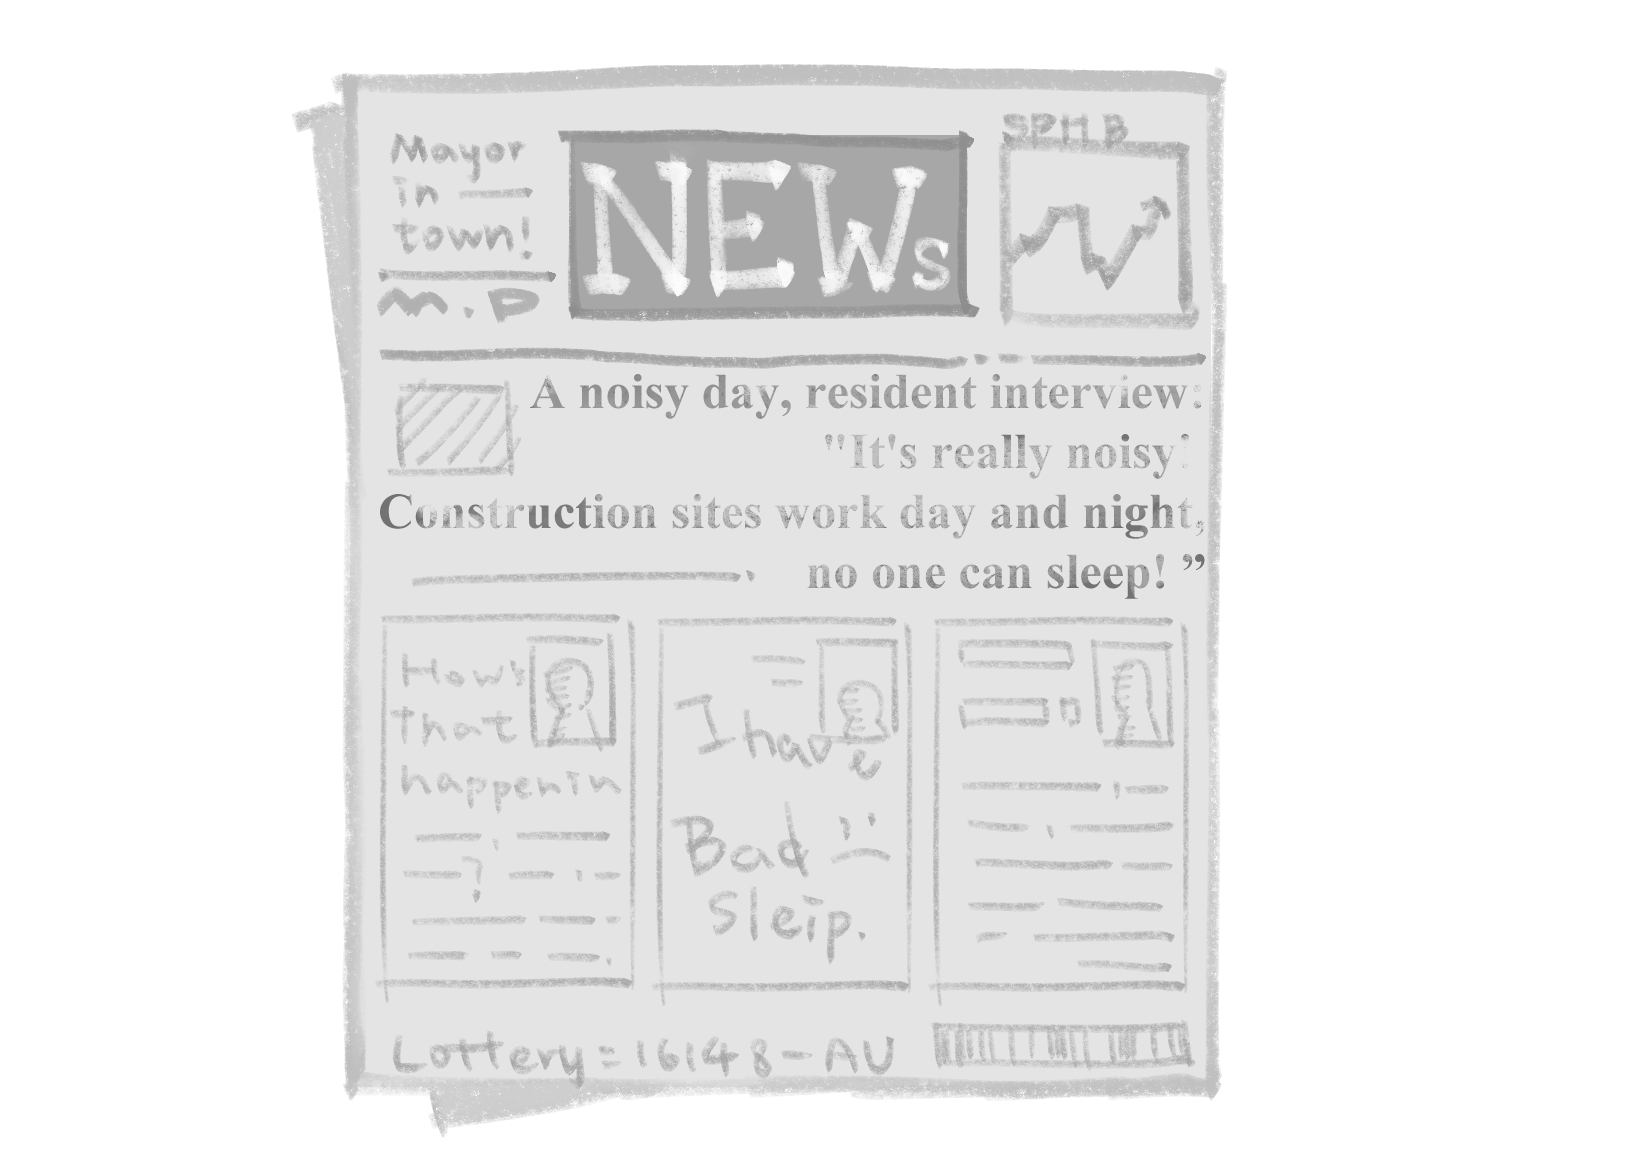 Mayor
in
town!
M.P
NEWs
SPHB
A noisy day, resident interview:
"It's really noisy!
Construction sites work day and night,
no one can sleep! ”
How's
that
happenin
?
I have
Bad
Sleip.
Lottery=16148-AU